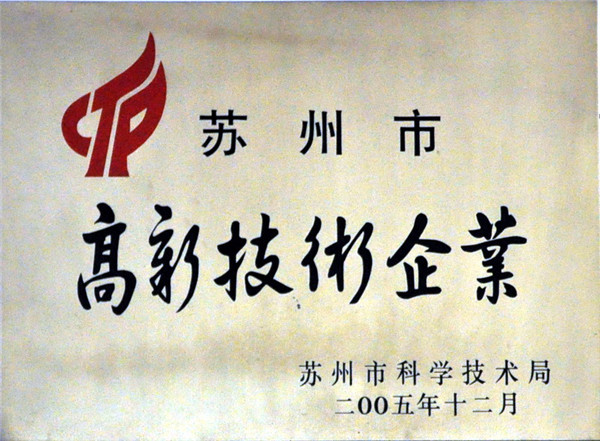 苏州市
高新技術企業
苏州市科学技术局
二00五年十二月